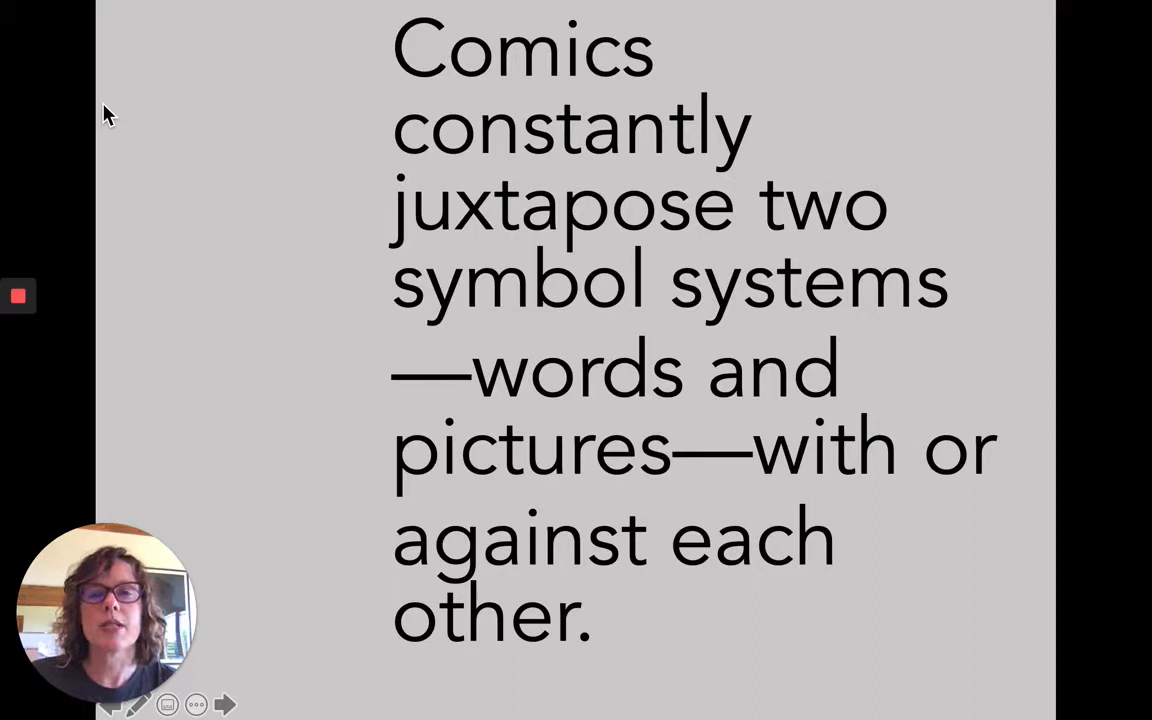 Comics
constantly
juxtapose two
symbol systems
—words and
pictures—with or
against each
other.